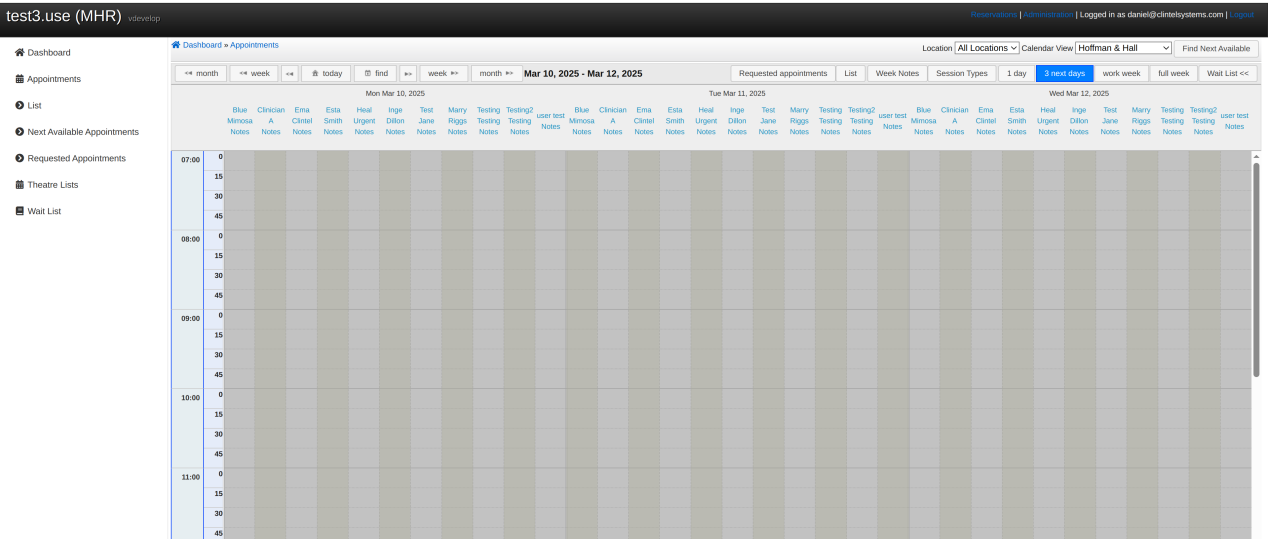 test3.use (MHR) vdevelop
Reservations | Administration | Logged in as daniel@clintelsystems.com | Logout
Dashboard
Appointments
List
Next Available Appointments
Requested Appointments
Theatre Lists
Wait List
Dashboard » Appointments
Location All Locations Calendar View Hoffman & Hall Find Next Available
month week today find week month Mar 10, 2025 - Mar 12, 2025 Requested appointments List Week Notes Session Types 1 day 3 next days work week full week Wait List <<
Mon Mar 10, 2025 Tue Mar 11, 2025 Wed Mar 12, 2025
Blue Clinician Ema Esta Heal Inge Test Marry Testing Testing2 user test Blue Clinician Ema Esta Heal Inge Test Marry Testing Testing2 user test Blue Clinician Ema Esta Heal Inge Test Marry Testing Testing2 user test
Mimosa A Clintel Smith Urgent Dillon Jane Riggs Testing Testing Notes Mimosa A Clintel Smith Urgent Dillon Jane Riggs Testing Testing Notes Mimosa A Clintel Smith Urgent Dillon Jane Riggs Testing Testing Notes
Notes Notes Notes Notes Notes Notes Notes Notes Notes Notes Notes Notes Notes Notes Notes Notes Notes Notes Notes Notes Notes Notes Notes Notes Notes Notes Notes Notes Notes Notes
07:00 0
15
30
45
08:00 0
15
30
45
09:00 0
15
30
45
10:00 0
15
30
45
11:00 0
15
30
45